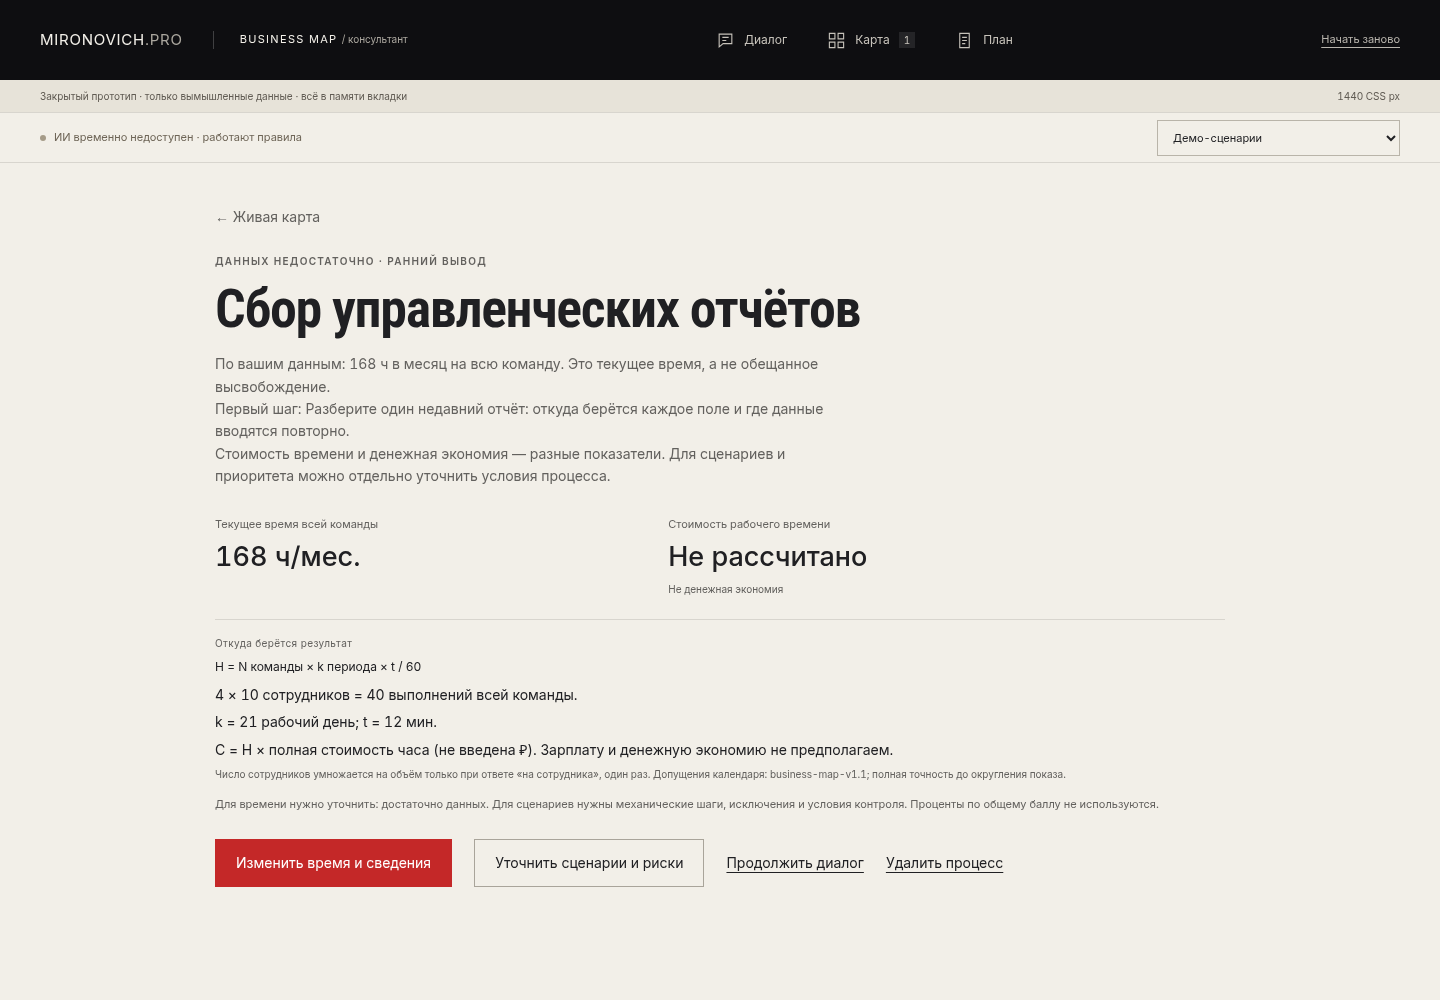 MIRONOVICH.PRO
BUSINESS MAP / консультант
Диалог
Карта 1
План
Начать заново
Закрытый прототип · только вымышленные данные · всё в памяти вкладки
1440 CSS px
ИИ временно недоступен · работают правила
Демо-сценарии
← Живая карта
ДАННЫХ НЕДОСТАТОЧНО · РАННИЙ ВЫВОД
Сбор управленческих отчётов
По вашим данным: 168 ч в месяц на всю команду. Это текущее время, а не обещанное
высвобождение.
Первый шаг: Разберите один недавний отчёт: откуда берётся каждое поле и где данные
вводятся повторно.
Стоимость времени и денежная экономия — разные показатели. Для сценариев и
приоритета можно отдельно уточнить условия процесса.
Текущее время всей команды
168 ч/мес.
Стоимость рабочего времени
Не рассчитано
Не денежная экономия
Откуда берётся результат
H = N команды × k периода × t / 60
4 × 10 сотрудников = 40 выполнений всей команды.
k = 21 рабочий день; t = 12 мин.
C = H × полная стоимость часа (не введена ₽). Зарплату и денежную экономию не предполагаем.
Число сотрудников умножается на объём только при ответе «на сотрудника», один раз. Допущения календаря: business-map-v1.1; полная точность до округления показа.
Для времени нужно уточнить: достаточно данных. Для сценариев нужны механические шаги, исключения и условия контроля. Проценты по общему баллу не используются.
Изменить время и сведения
Уточнить сценарии и риски
Продолжить диалог
Удалить процесс